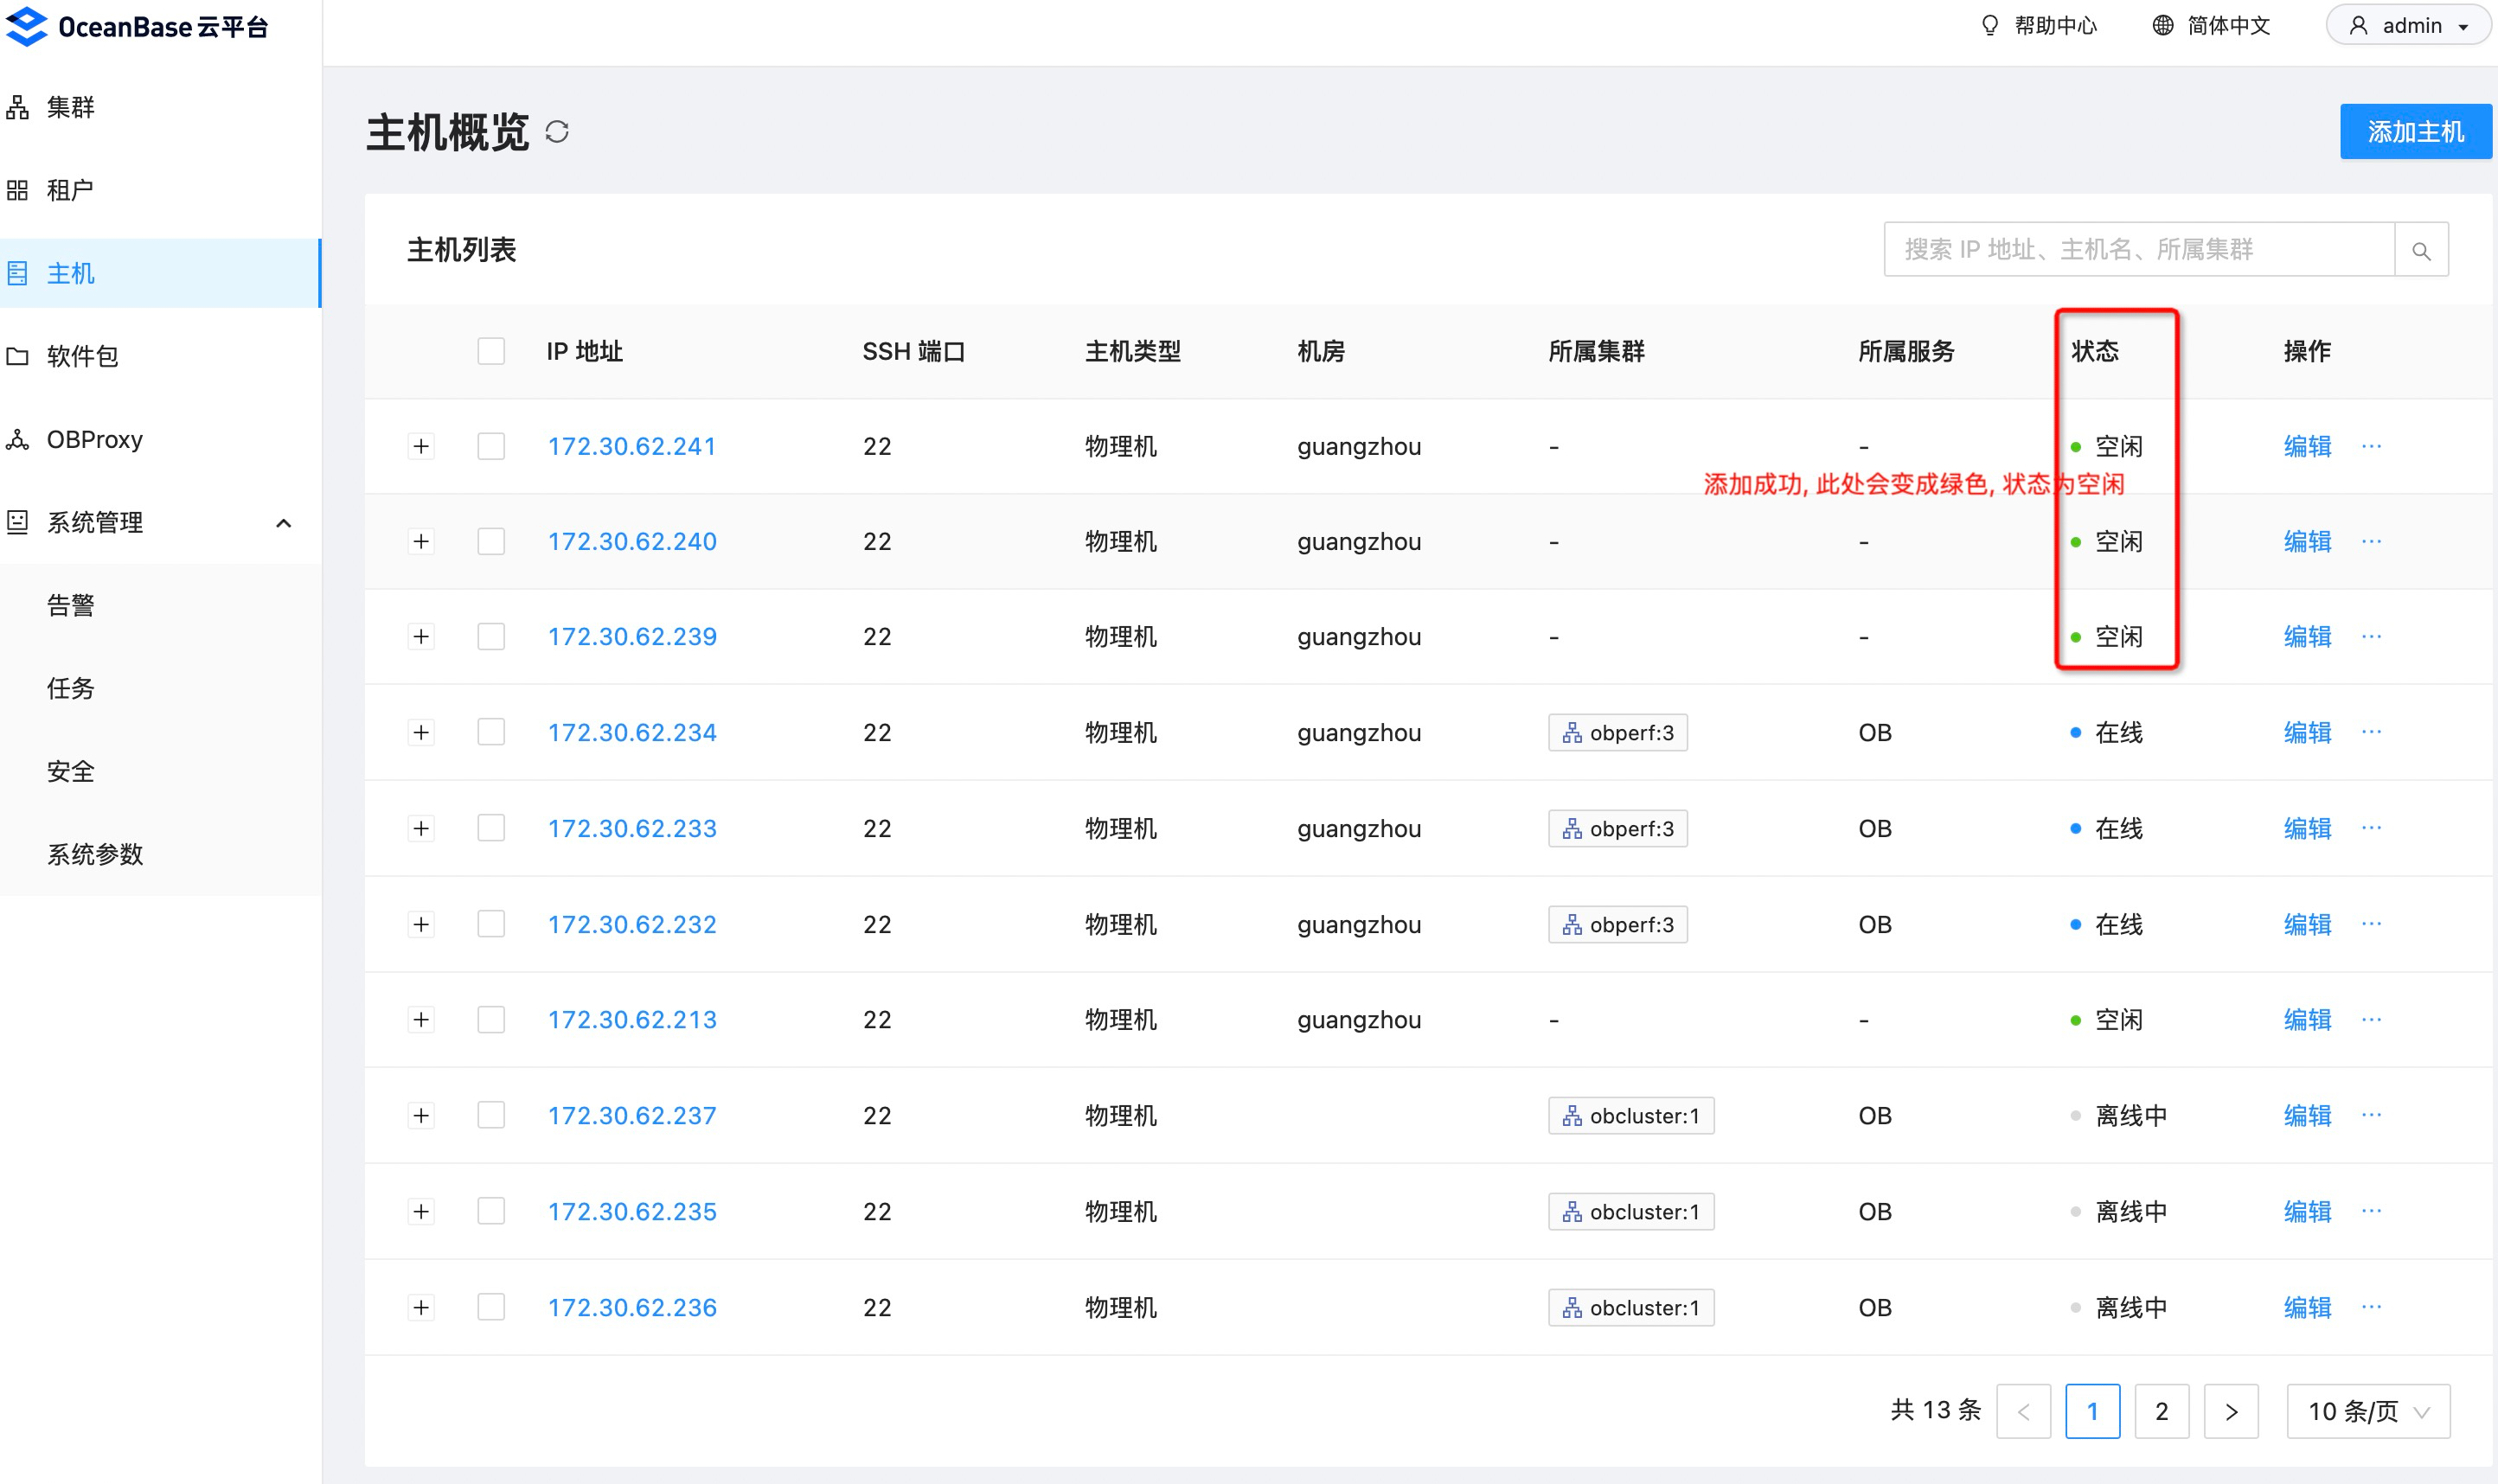 OceanBase 云平台
帮助中心 简体中文 admin
集群
租户
主机
软件包
OBProxy
系统管理
告警
任务
安全
系统参数
主机概览
添加主机
主机列表
搜索 IP 地址、主机名、所属集群
IP 地址 SSH 端口 主机类型 机房 所属集群 所属服务 状态 操作
172.30.62.241 22 物理机 guangzhou - - 空闲 编辑 ···
添加成功, 此处会变成绿色, 状态为空闲
172.30.62.240 22 物理机 guangzhou - - 空闲 编辑 ···
172.30.62.239 22 物理机 guangzhou - - 空闲 编辑 ···
172.30.62.234 22 物理机 guangzhou obperf:3 OB 在线 编辑 ···
172.30.62.233 22 物理机 guangzhou obperf:3 OB 在线 编辑 ···
172.30.62.232 22 物理机 guangzhou obperf:3 OB 在线 编辑 ···
172.30.62.213 22 物理机 guangzhou - - 空闲 编辑 ···
172.30.62.237 22 物理机 obcluster:1 OB 离线中 编辑 ···
172.30.62.235 22 物理机 obcluster:1 OB 离线中 编辑 ···
172.30.62.236 22 物理机 obcluster:1 OB 离线中 编辑 ···
共 13 条 < 1 2 > 10 条/页